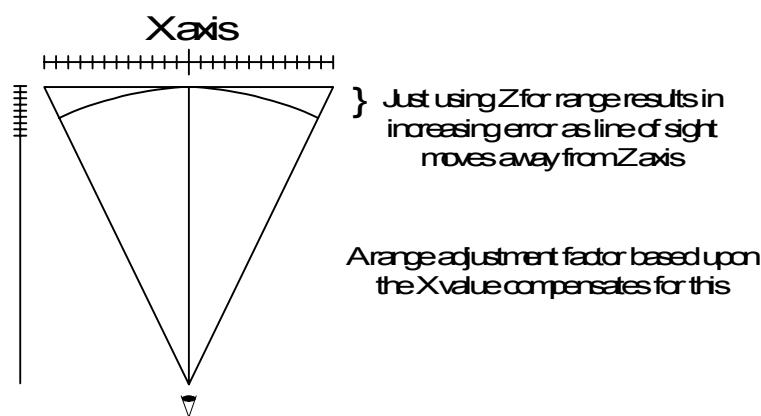 X axis
} Just using Z for range results in
increasing error as line of sight
moves away from Z axis
A range adjustment factor based upon
the X value compensates for this